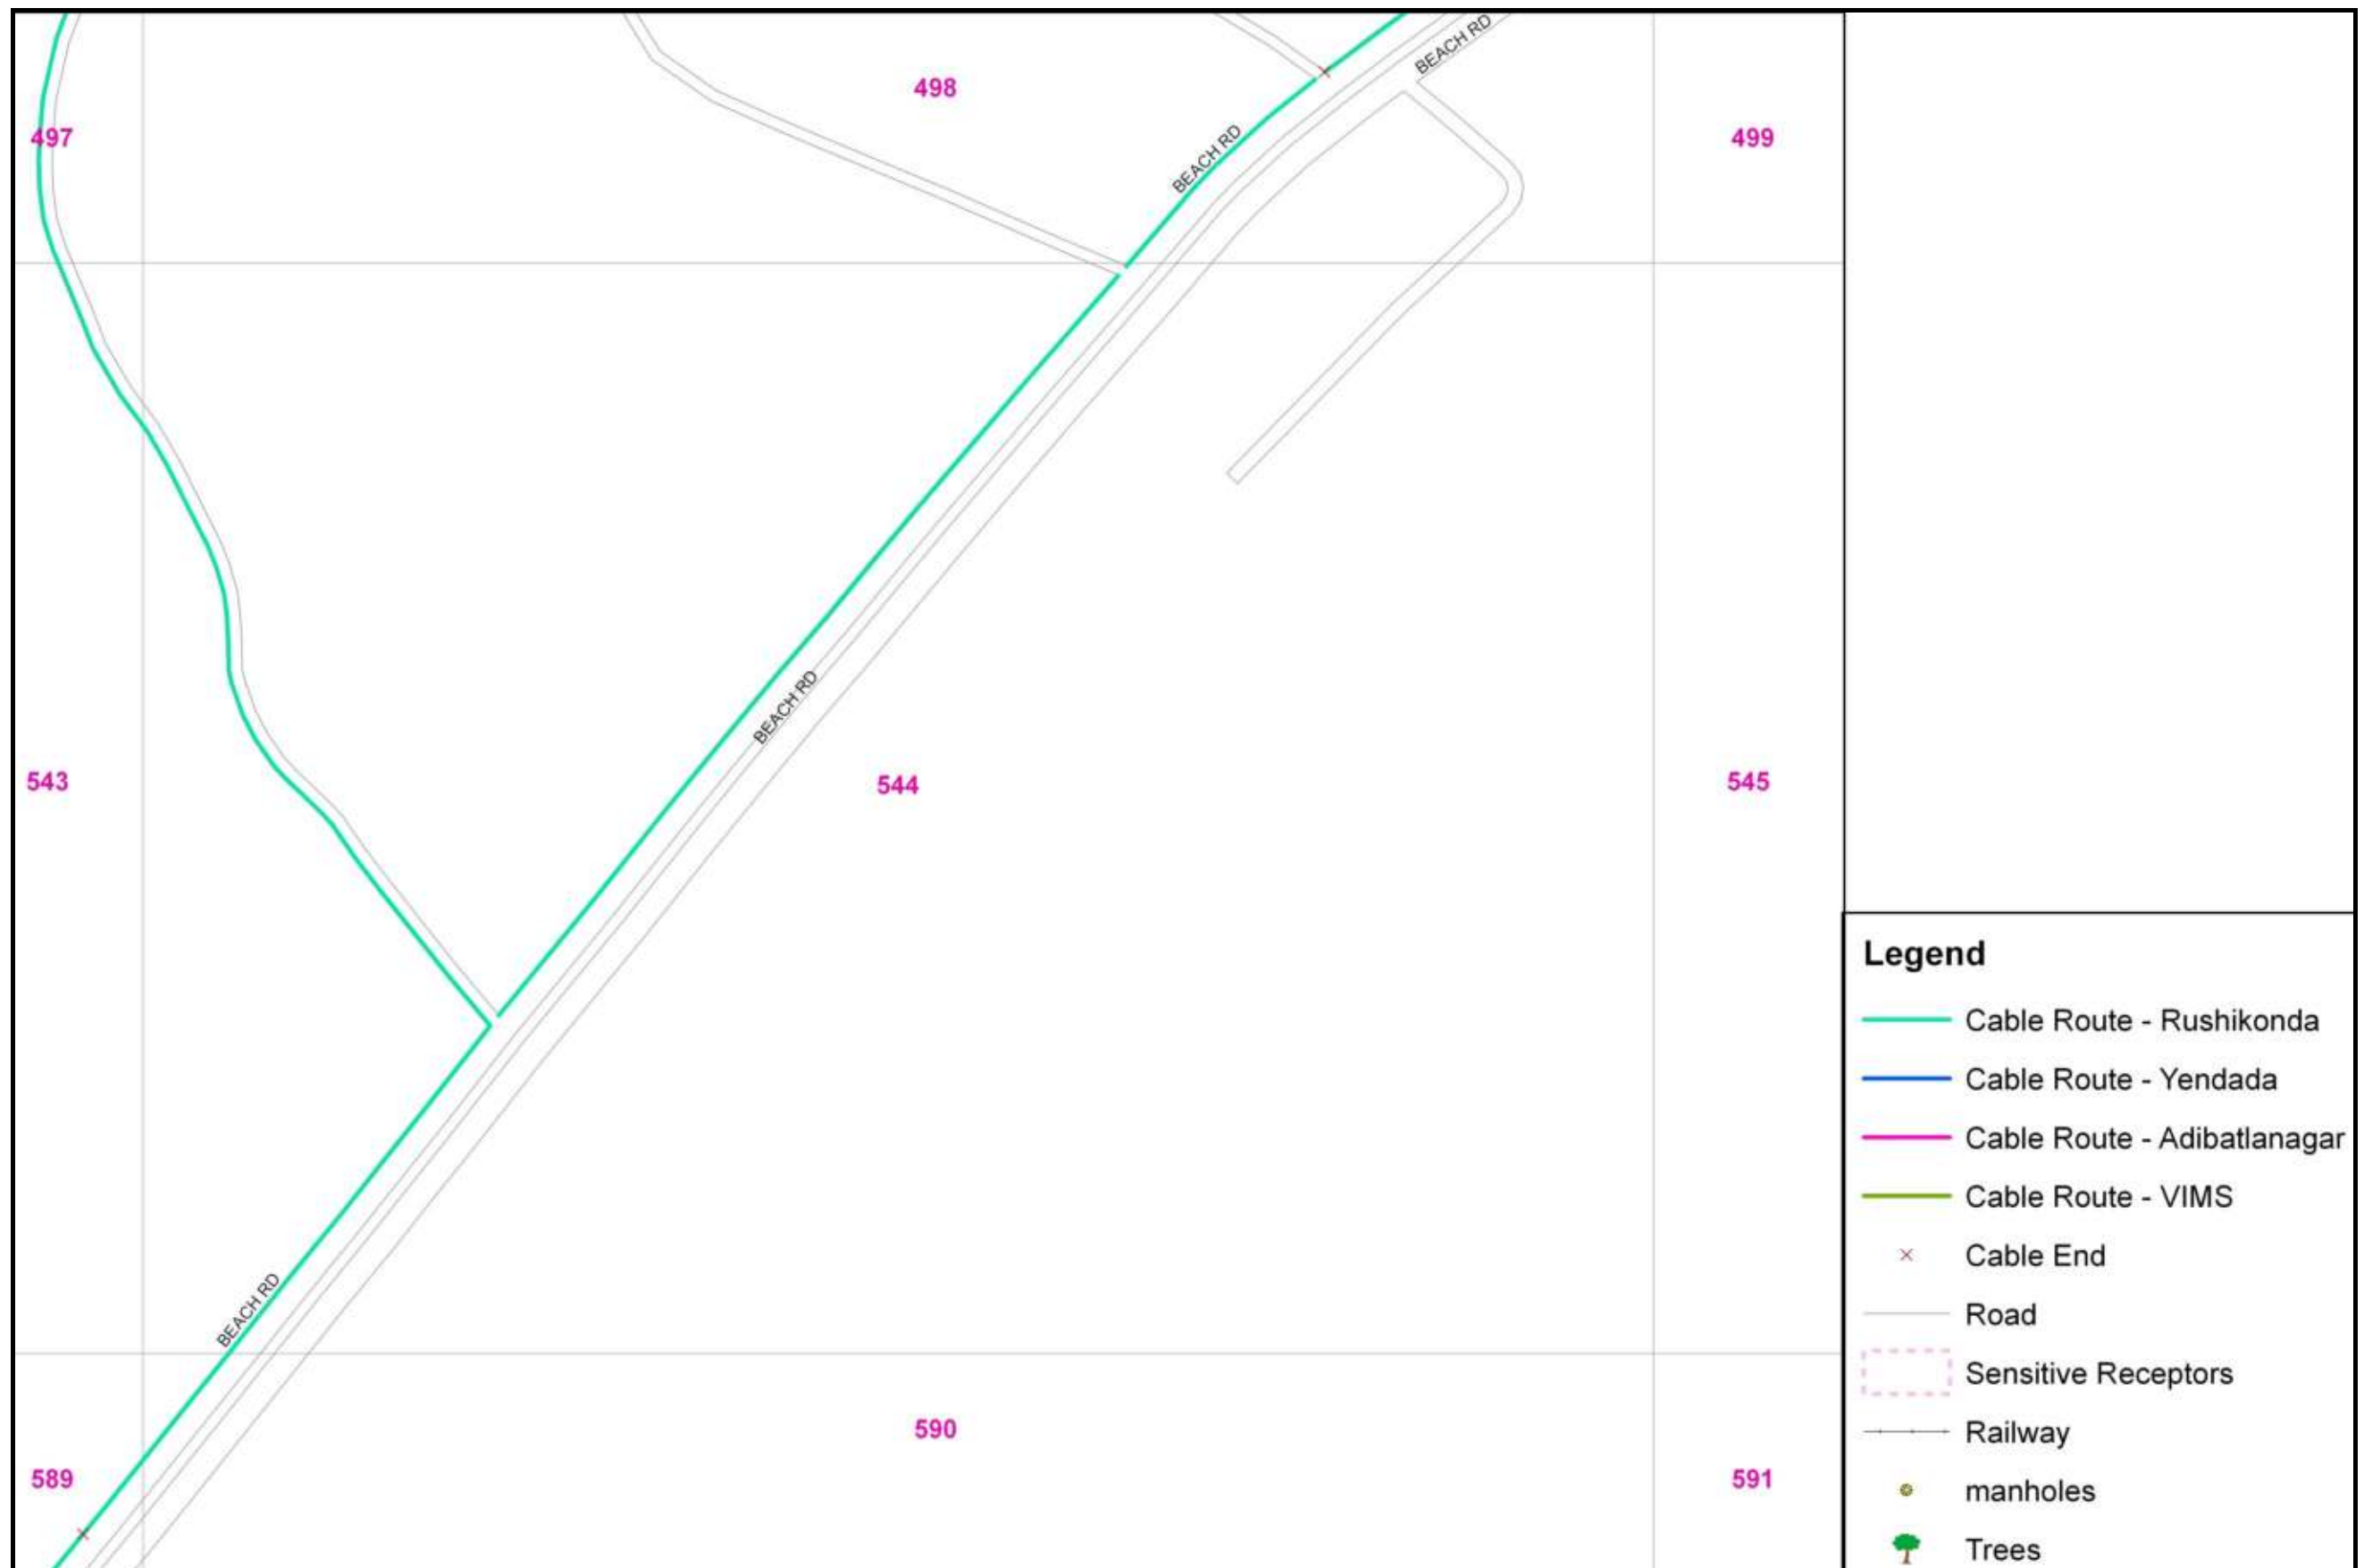 BEACH RD
498
497
499
BEACH RD
BEACH RD
543
544
545
Legend
Cable Route - Rushikonda
Cable Route - Yendada
Cable Route - Adibatlanagar
Cable Route - VIMS
Cable End
Road
Sensitive Receptors
Railway
manholes
Trees
BEACH RD
590
589
591